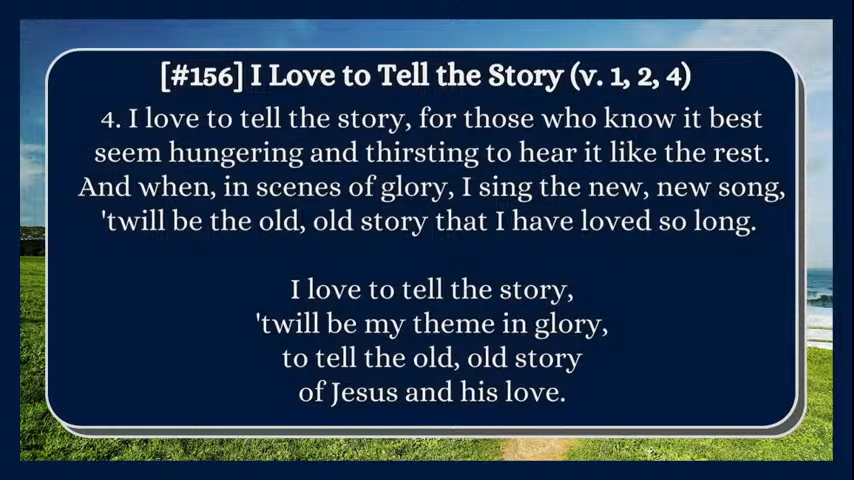 [#156] I Love to Tell the Story (v. 1, 2, 4)
4. I love to tell the story, for those who know it best
seem hungering and thirsting to hear it like the rest.
And when, in scenes of glory, I sing the new, new song,
'twill be the old, old story that I have loved so long.
I love to tell the story,
'twill be my theme in glory,
to tell the old, old story
of Jesus and his love.